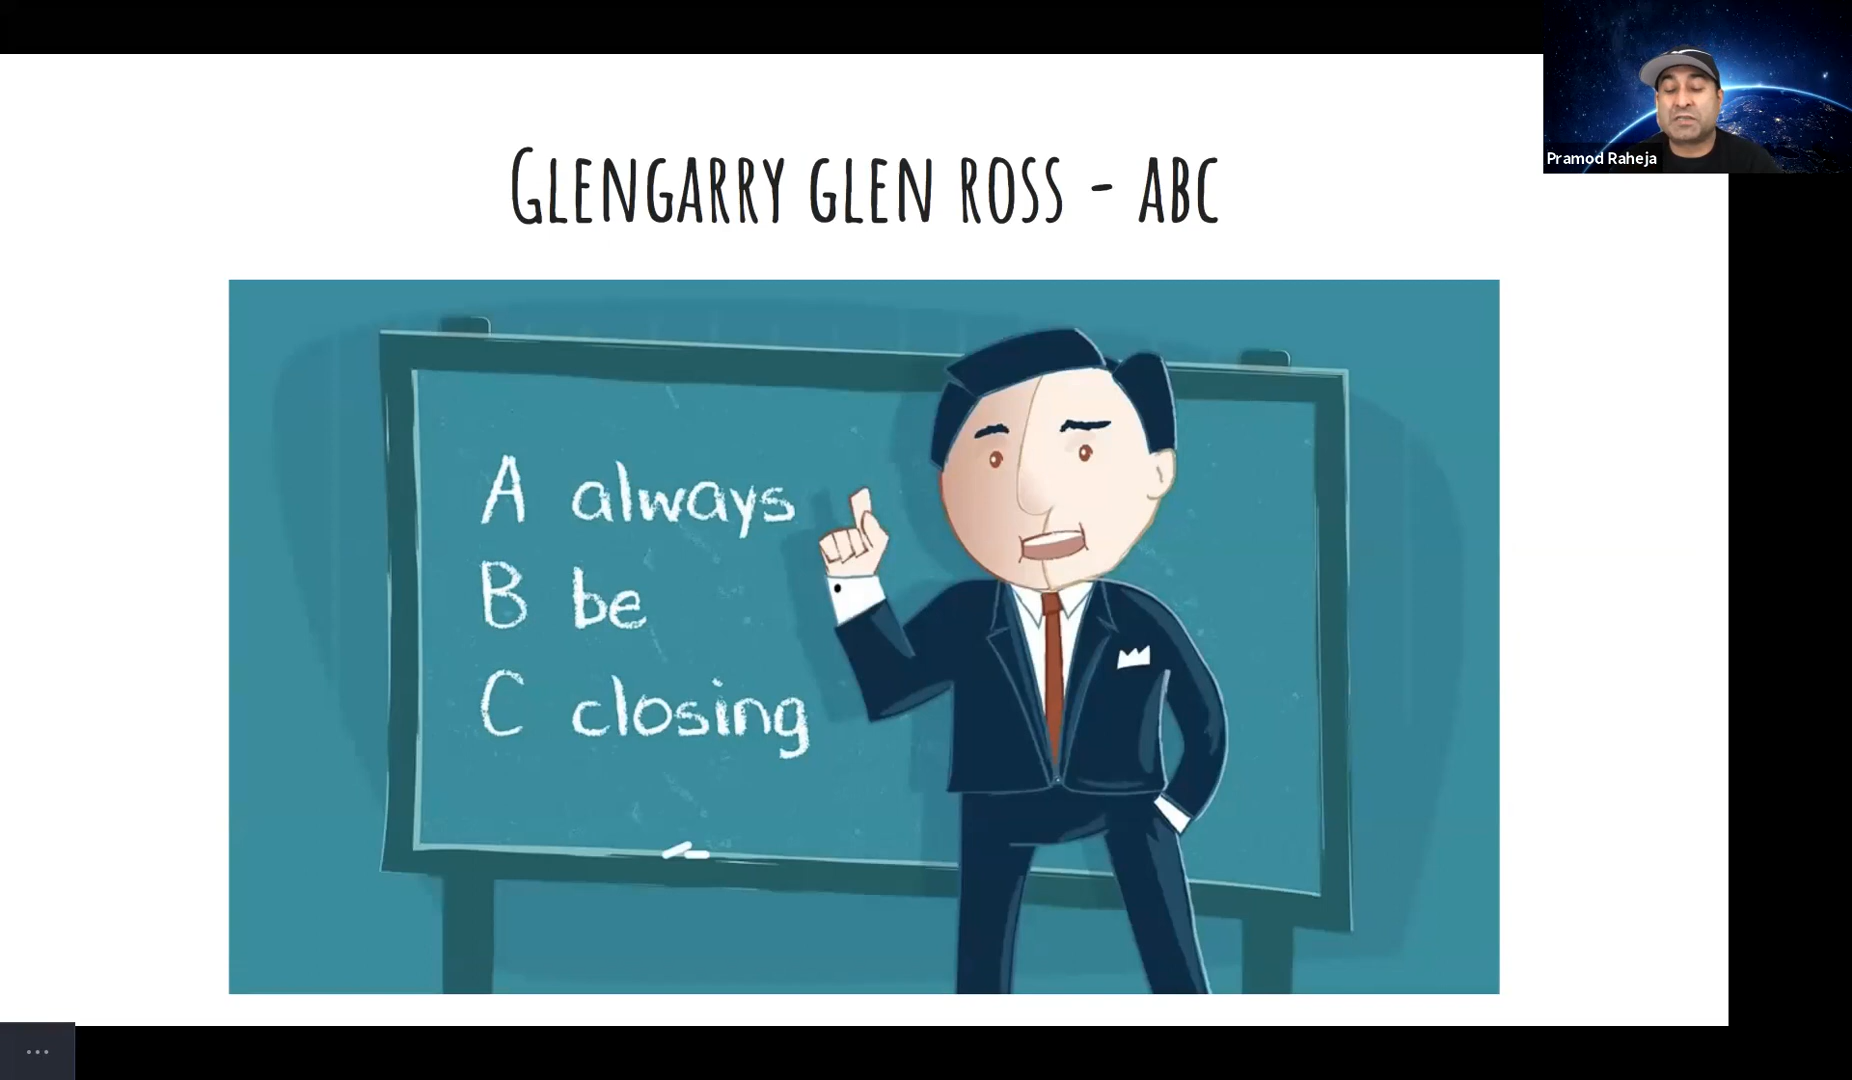 Pramod Raheja
GLENGARRY GLEN ROSS - ABC
A always
B be
C closing